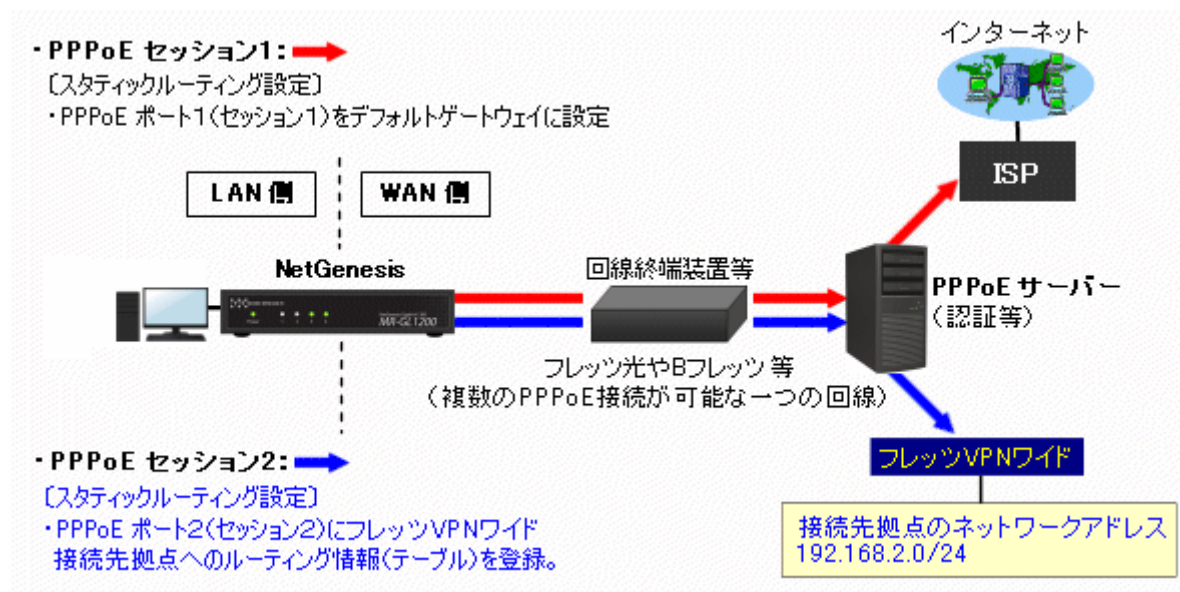 ・PPPoE セッション1:
〔スタティックルーティング設定〕
・PPPoE ポート1(セッション1)をデフォルトゲートウェイに設定
インターネット
ISP
LAN 側
WAN 側
NetGenesis
MR-GL1200
回線終端装置等
PPPoE サーバー
(認証等)
フレッツ光やBフレッツ 等
(複数のPPPoE接続が可能な一つの回線)
・PPPoE セッション2:
〔スタティックルーティング設定〕
・PPPoE ポート2(セッション2)にフレッツVPNワイド
接続先拠点へのルーティング情報(テーブル)を登録。
フレッツVPNワイド
接続先拠点のネットワークアドレス
192.168.2.0/24